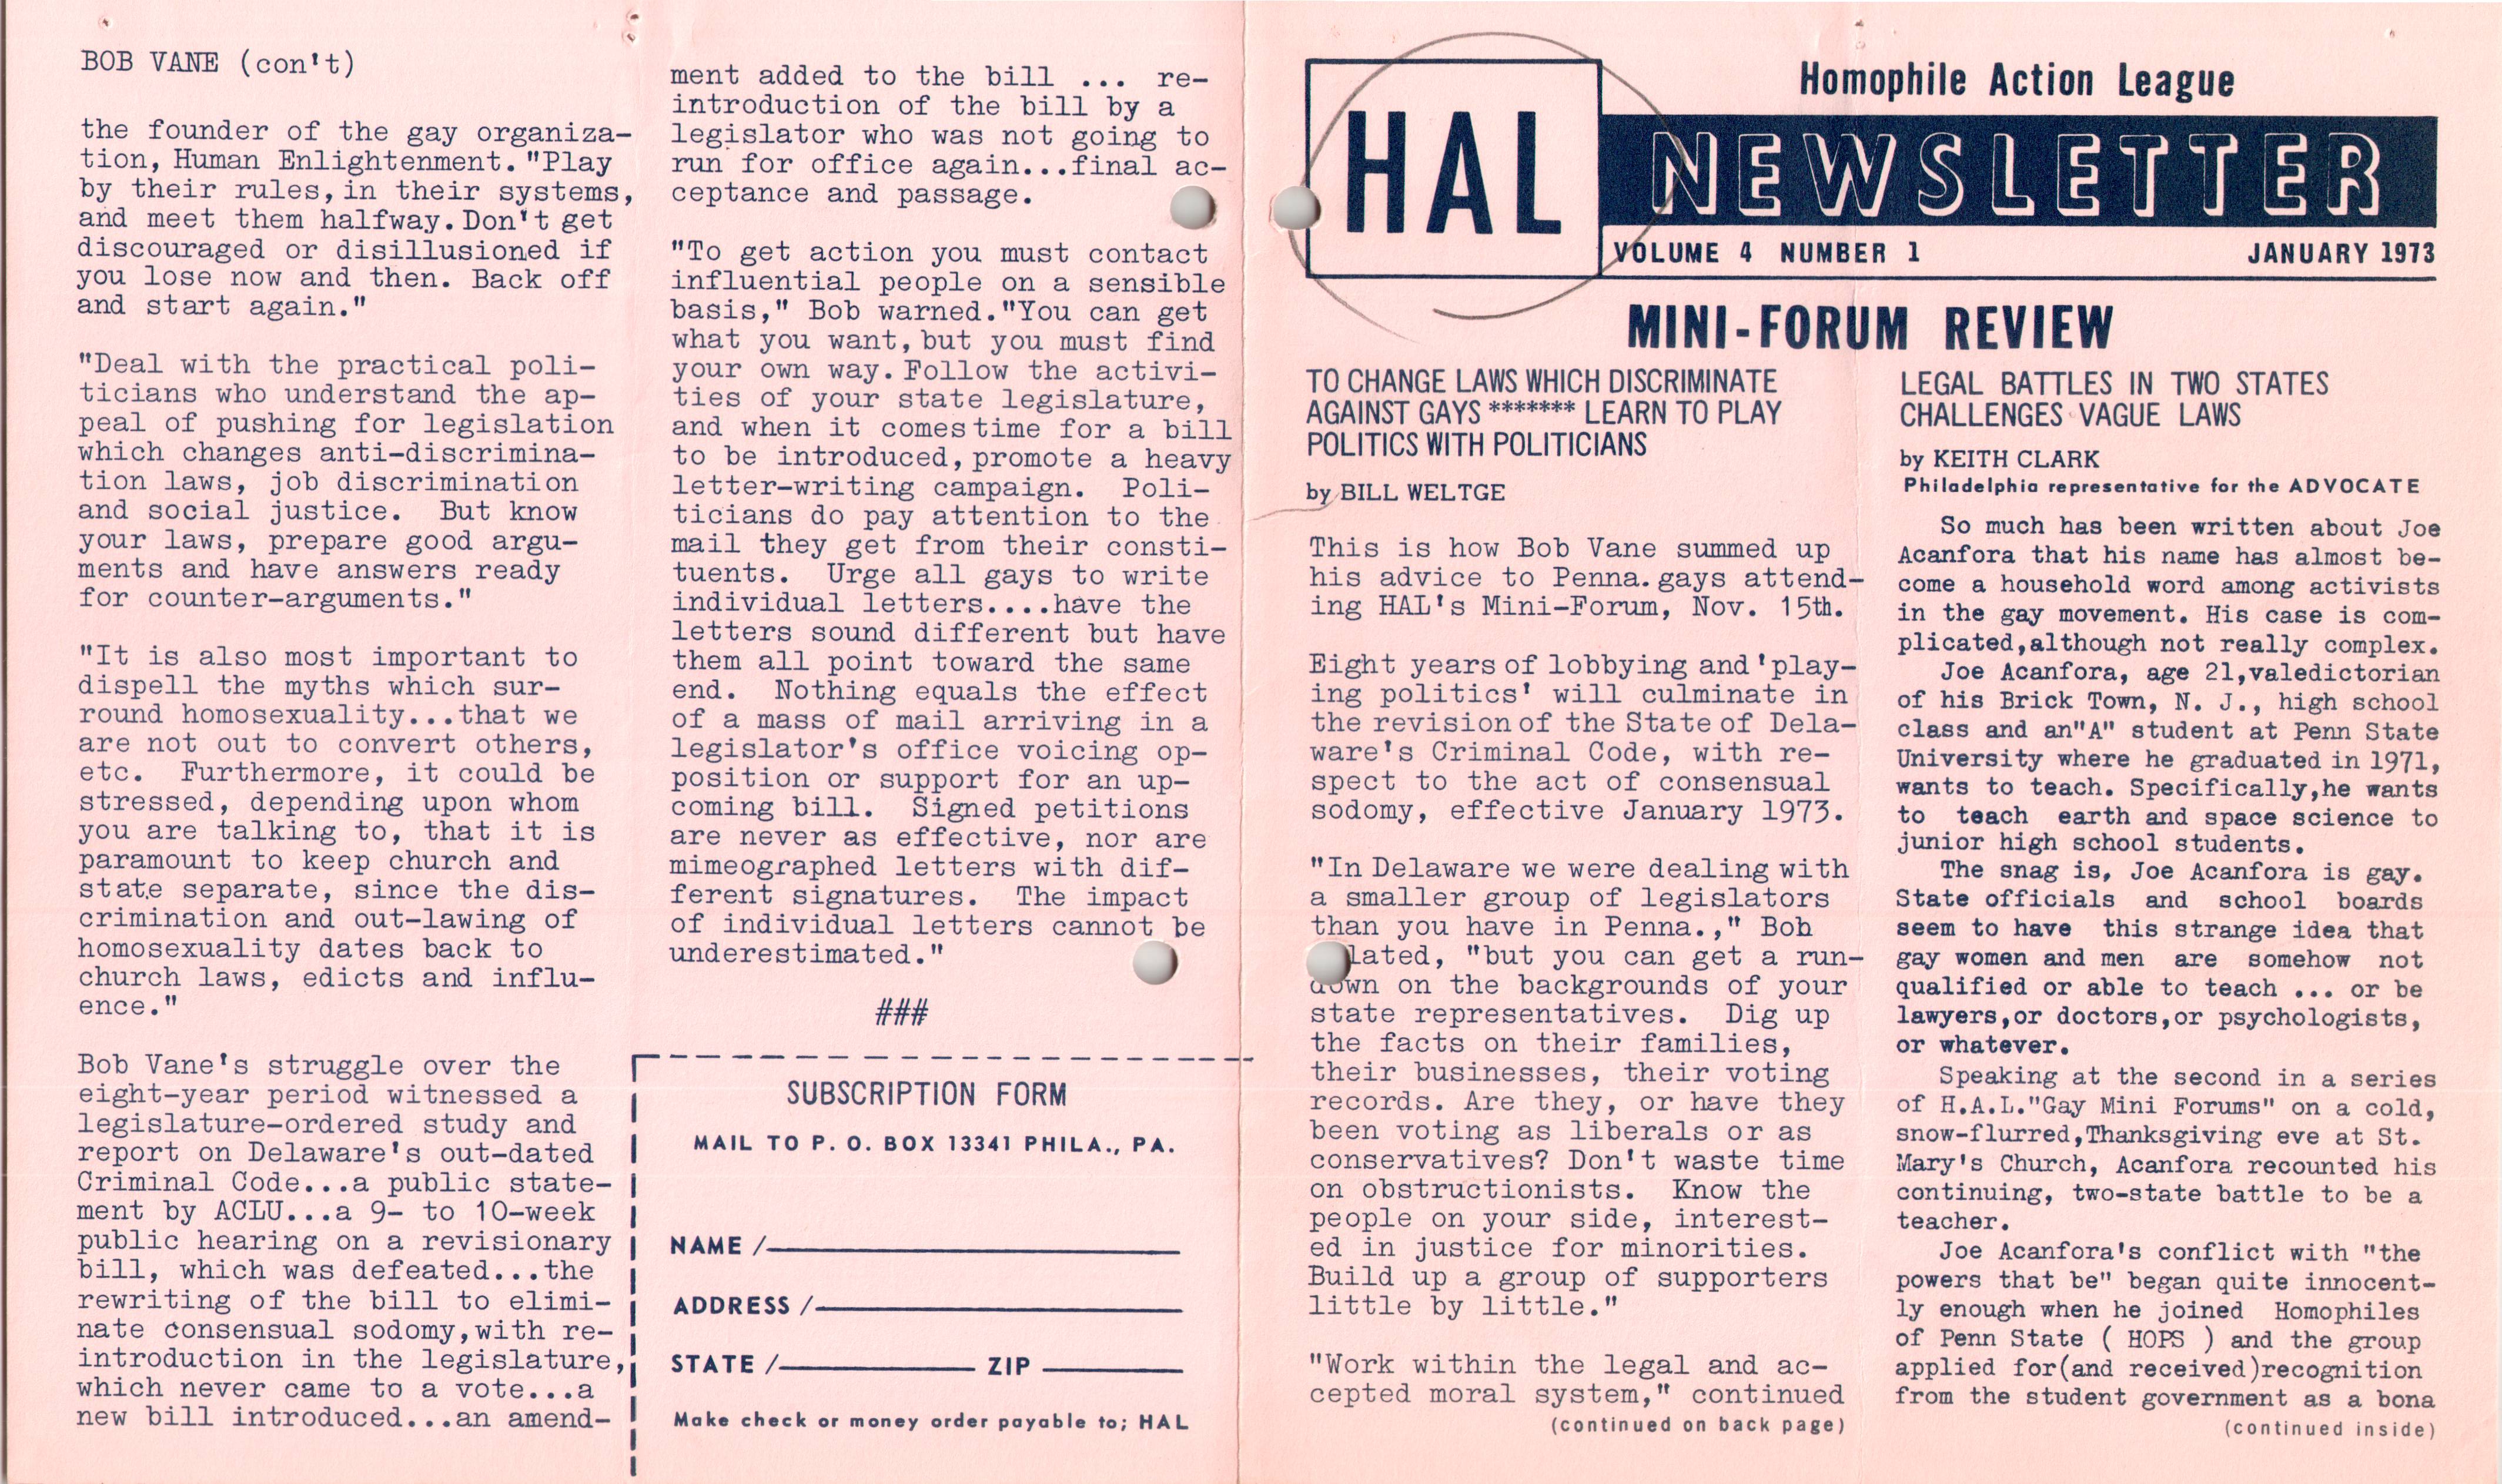 BOB VANE (con't)
the founder of the gay organiza-
tion, Human Enlightenment. "Play
by their rules, in their systems,
and meet them halfway. Don't get
discouraged or disillusioned if
you lose now and then. Back off
and start again."
"Deal with the practical poli-
ticians who understand the ap-
peal of pushing for legislation
which changes anti-discrimina-
tion laws, job discrimination
and social justice. But know
your laws, prepare good argu-
ments and have answers ready
for counter-arguments."
"It is also most important to
dispell the myths which sur-
round homosexuality...that we
are not out to convert others,
etc. Furthermore, it could be
stressed, depending upon whom
you are talking to, that it is
paramount to keep church and
state separate, since the dis-
crimination and out-lawing of
homosexuality dates back to
church laws, edicts and influ-
ence."
Bob Vane's struggle over the
eight-year period witnessed a
legislature-ordered study and
report on Delaware's out-dated
Criminal Code...a public state-
ment by ACLU...a 9- to 10-week
public hearing on a revisionary
bill, which was defeated...the
rewriting of the bill to elimi-
nate consensual sodomy, with re-
introduction in the legislature,
which never came to a vote...a
new bill introduced...an amend-
ment added to the bill ... re-
introduction of the bill by a
legislator who was not going to
run for office again...final ac-
ceptance and passage.
"To get action you must contact
influential people on a sensible
basis," Bob warned. "You can get
what you want, but you must find
your own way. Follow the activi-
ties of your state legislature,
and when it comes time for a bill
to be introduced, promote a heavy
letter-writing campaign. Poli-
ticians do pay attention to the
mail they get from their consti-
tuents. Urge all gays to write
individual letters....have the
letters sound different but have
them all point toward the same
end. Nothing equals the effect
of a mass of mail arriving in a
legislator's office voicing op-
position or support for an up-
coming bill. Signed petitions
are never as effective, nor are
mimeographed letters with dif-
ferent signatures. The impact
of individual letters cannot be
underestimated."
###
SUBSCRIPTION FORM
MAIL TO P. O. BOX 13341 PHILA., PA.
NAME /
ADDRESS /
STATE / ZIP
Make check or money order payable to; HAL
Homophile Action League
HAL NEWSLETTER
VOLUME 4 NUMBER 1 JANUARY 1973
MINI-FORUM REVIEW
TO CHANGE LAWS WHICH DISCRIMINATE
AGAINST GAYS ******* LEARN TO PLAY
POLITICS WITH POLITICIANS
by BILL WELTGE
This is how Bob Vane summed up
his advice to Penna. gays attend-
ing HAL's Mini-Forum, Nov. 15th.
Eight years of lobbying and 'play-
ing politics' will culminate in
the revision of the State of Dela-
ware's Criminal Code, with re-
spect to the act of consensual
sodomy, effective January 1973.
"In Delaware we were dealing with
a smaller group of legislators
than you have in Penna.," Bob
lated, "but you can get a run-
down on the backgrounds of your
state representatives. Dig up
the facts on their families,
their businesses, their voting
records. Are they, or have they
been voting as liberals or as
conservatives? Don't waste time
on obstructionists. Know the
people on your side, interest-
ed in justice for minorities.
Build up a group of supporters
little by little."
"Work within the legal and ac-
cepted moral system," continued
(continued on back page)
LEGAL BATTLES IN TWO STATES
CHALLENGES VAGUE LAWS
by KEITH CLARK
Philadelphia representative for the ADVOCATE
So much has been written about Joe
Acanfora that his name has almost be-
come a household word among activists
in the gay movement. His case is com-
plicated,although not really complex.
Joe Acanfora, age 21,valedictorian
of his Brick Town, N. J., high school
class and an"A" student at Penn State
University where he graduated in 1971,
wants to teach. Specifically,he wants
to teach earth and space science to
junior high school students.
The snag is, Joe Acanfora is gay.
State officials and school boards
seem to have this strange idea that
gay women and men are somehow not
qualified or able to teach ... or be
lawyers,or doctors,or psychologists,
or whatever.
Speaking at the second in a series
of H.A.L."Gay Mini Forums" on a cold,
snow-flurred,Thanksgiving eve at St.
Mary's Church, Acanfora recounted his
continuing, two-state battle to be a
teacher.
Joe Acanfora's conflict with "the
powers that be" began quite innocent-
ly enough when he joined Homophiles
of Penn State ( HOPS ) and the group
applied for(and received)recognition
from the student government as a bona
(continued inside)